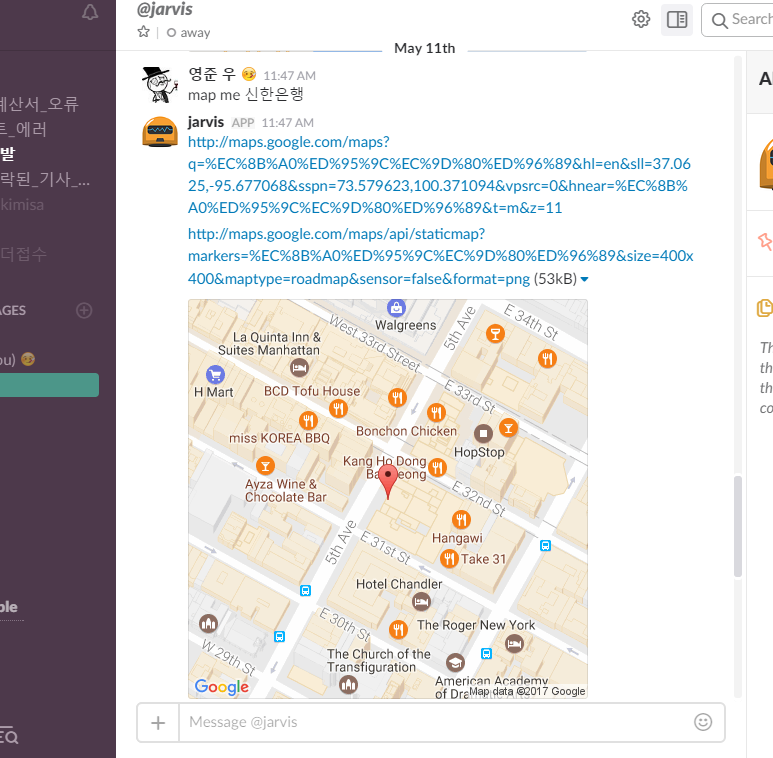 @jarvis
away
Search
May 11th
영준 우 11:47 AM
map me 신한은행
jarvis APP 11:47 AM
http://maps.google.com/maps?
q=%EC%8B%A0%ED%95%9C%EC%9D%80%ED%96%89&hl=en&sll=37.06
25,-95.677068&sspn=73.579623,100.371094&vpsrc=0&hnear=%EC%8B%
A0%ED%95%9C%EC%9D%80%ED%96%89&t=m&z=11
http://maps.google.com/maps/api/staticmap?
markers=%EC%8B%A0%ED%95%9C%EC%9D%80%ED%96%89&size=400x
400&maptype=roadmap&sensor=false&format=png (53kB)
Walgreens
5th Ave
E 34th St
West 33rd Street
La Quinta Inn &
Suites Manhattan
H Mart
BCD Tofu House
E 33rd St
miss KOREA BBQ
Bonchon Chicken
HopStop
Kang Ho Dong
Ayza Wine &
Chocolate Bar
E 32nd St
Hangawi
5th Ave
E 31st St
Take 31
Hotel Chandler
E 30th St
The Roger New York
W 29th St
The Church of the
Transfiguration
American Academy
Google
Map data ©2017 Google
Message @jarvis
계산서_오류
트_에러
발
락된_기사_...
kimisa
더접수
AGES
ou)
ple
EQ
A
Th
th
th
co